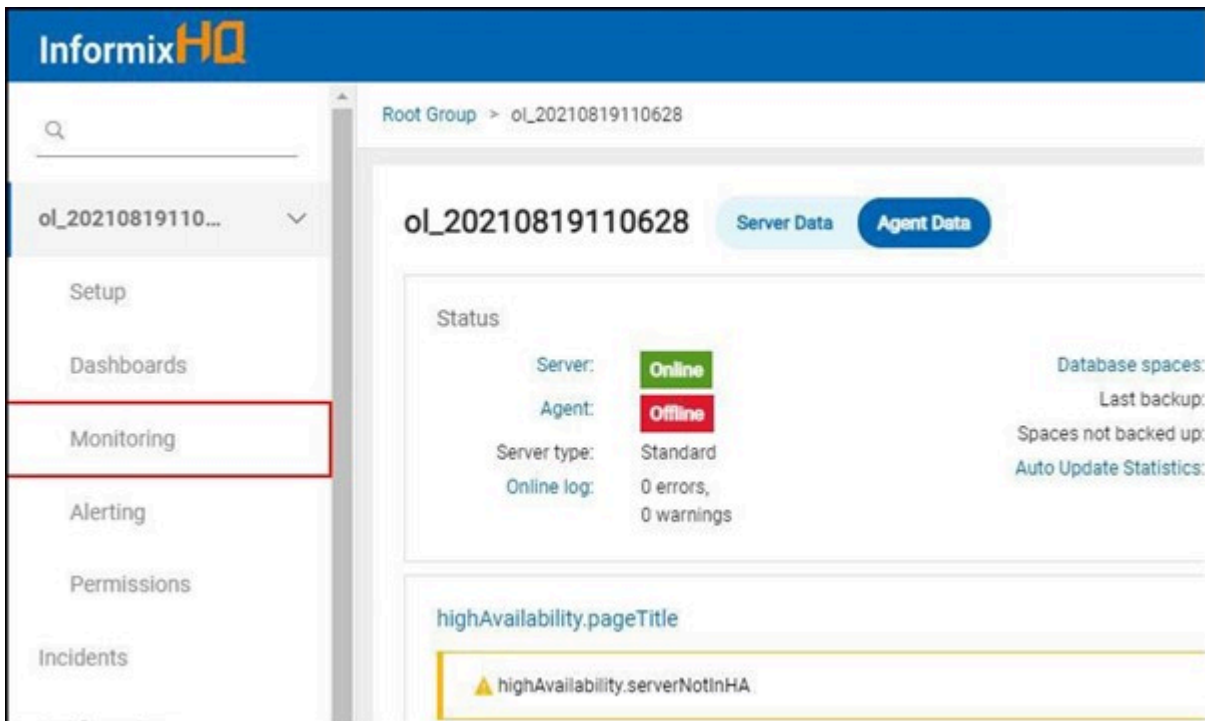 InformixHQ
Root Group > ol_20210819110628
ol_20210819110...
Setup
Dashboards
Monitoring
Alerting
Permissions
Incidents
ol_20210819110628 Server Data Agent Data
Status
Server: Online
Agent: Offline
Server type: Standard
Online log: 0 errors,
0 warnings
Database spaces:
Last backup:
Spaces not backed up:
Auto Update Statistics:
highAvailability.pageTitle
highAvailability.serverNotInHA